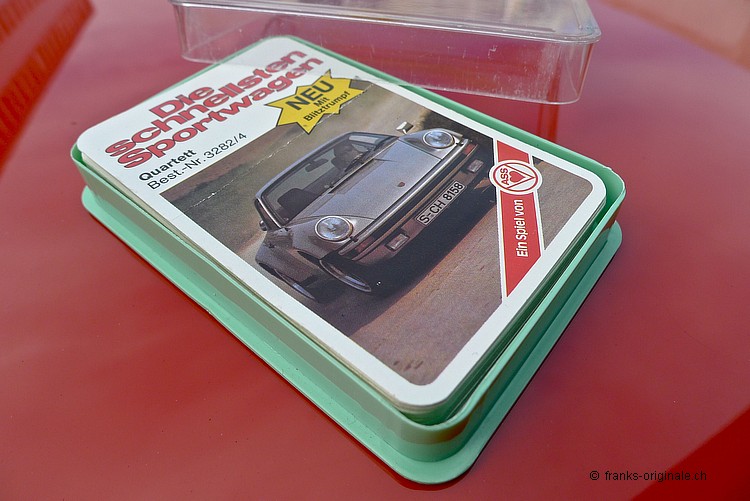 Die
schnellsten
Sportwagen
NEU
Mit
Blitztrumpf
Quartett
Best.-Nr. 3282/4
S-CH 8158
ASS
Ein Spiel von
© franks-originale.ch